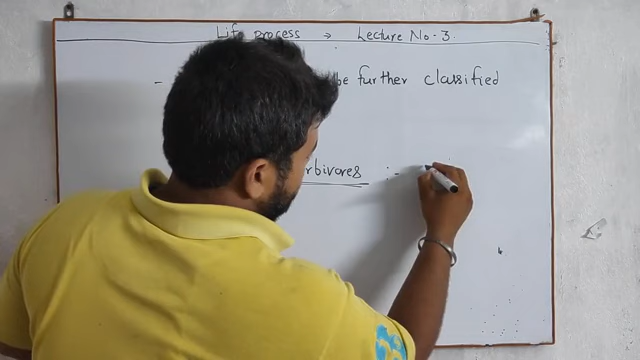 Life process → Lecture No-3.
- be further classified
rbivores :-